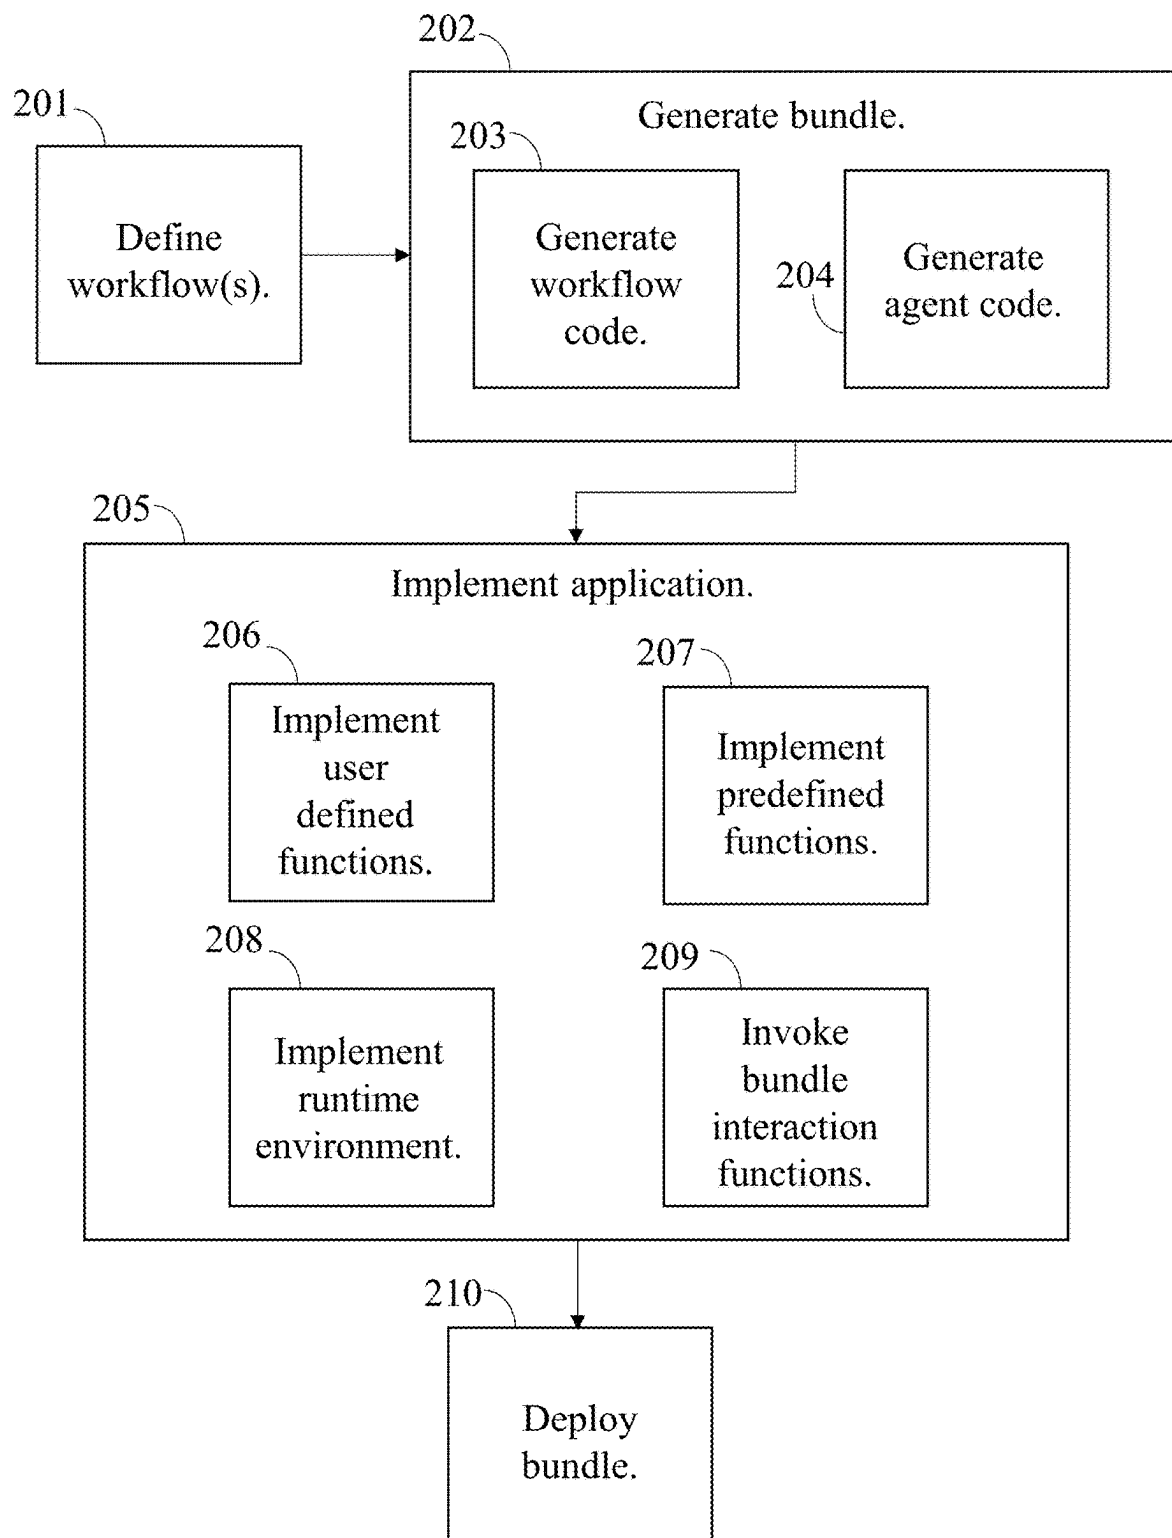 202
201
Generate bundle.
203
Define
workflow(s).
Generate
workflow
code.
204
Generate
agent code.
205
Implement application.
206
Implement
user
defined
functions.
207
Implement
predefined
functions.
208
Implement
runtime
environment.
209
Invoke
bundle
interaction
functions.
210
Deploy
bundle.